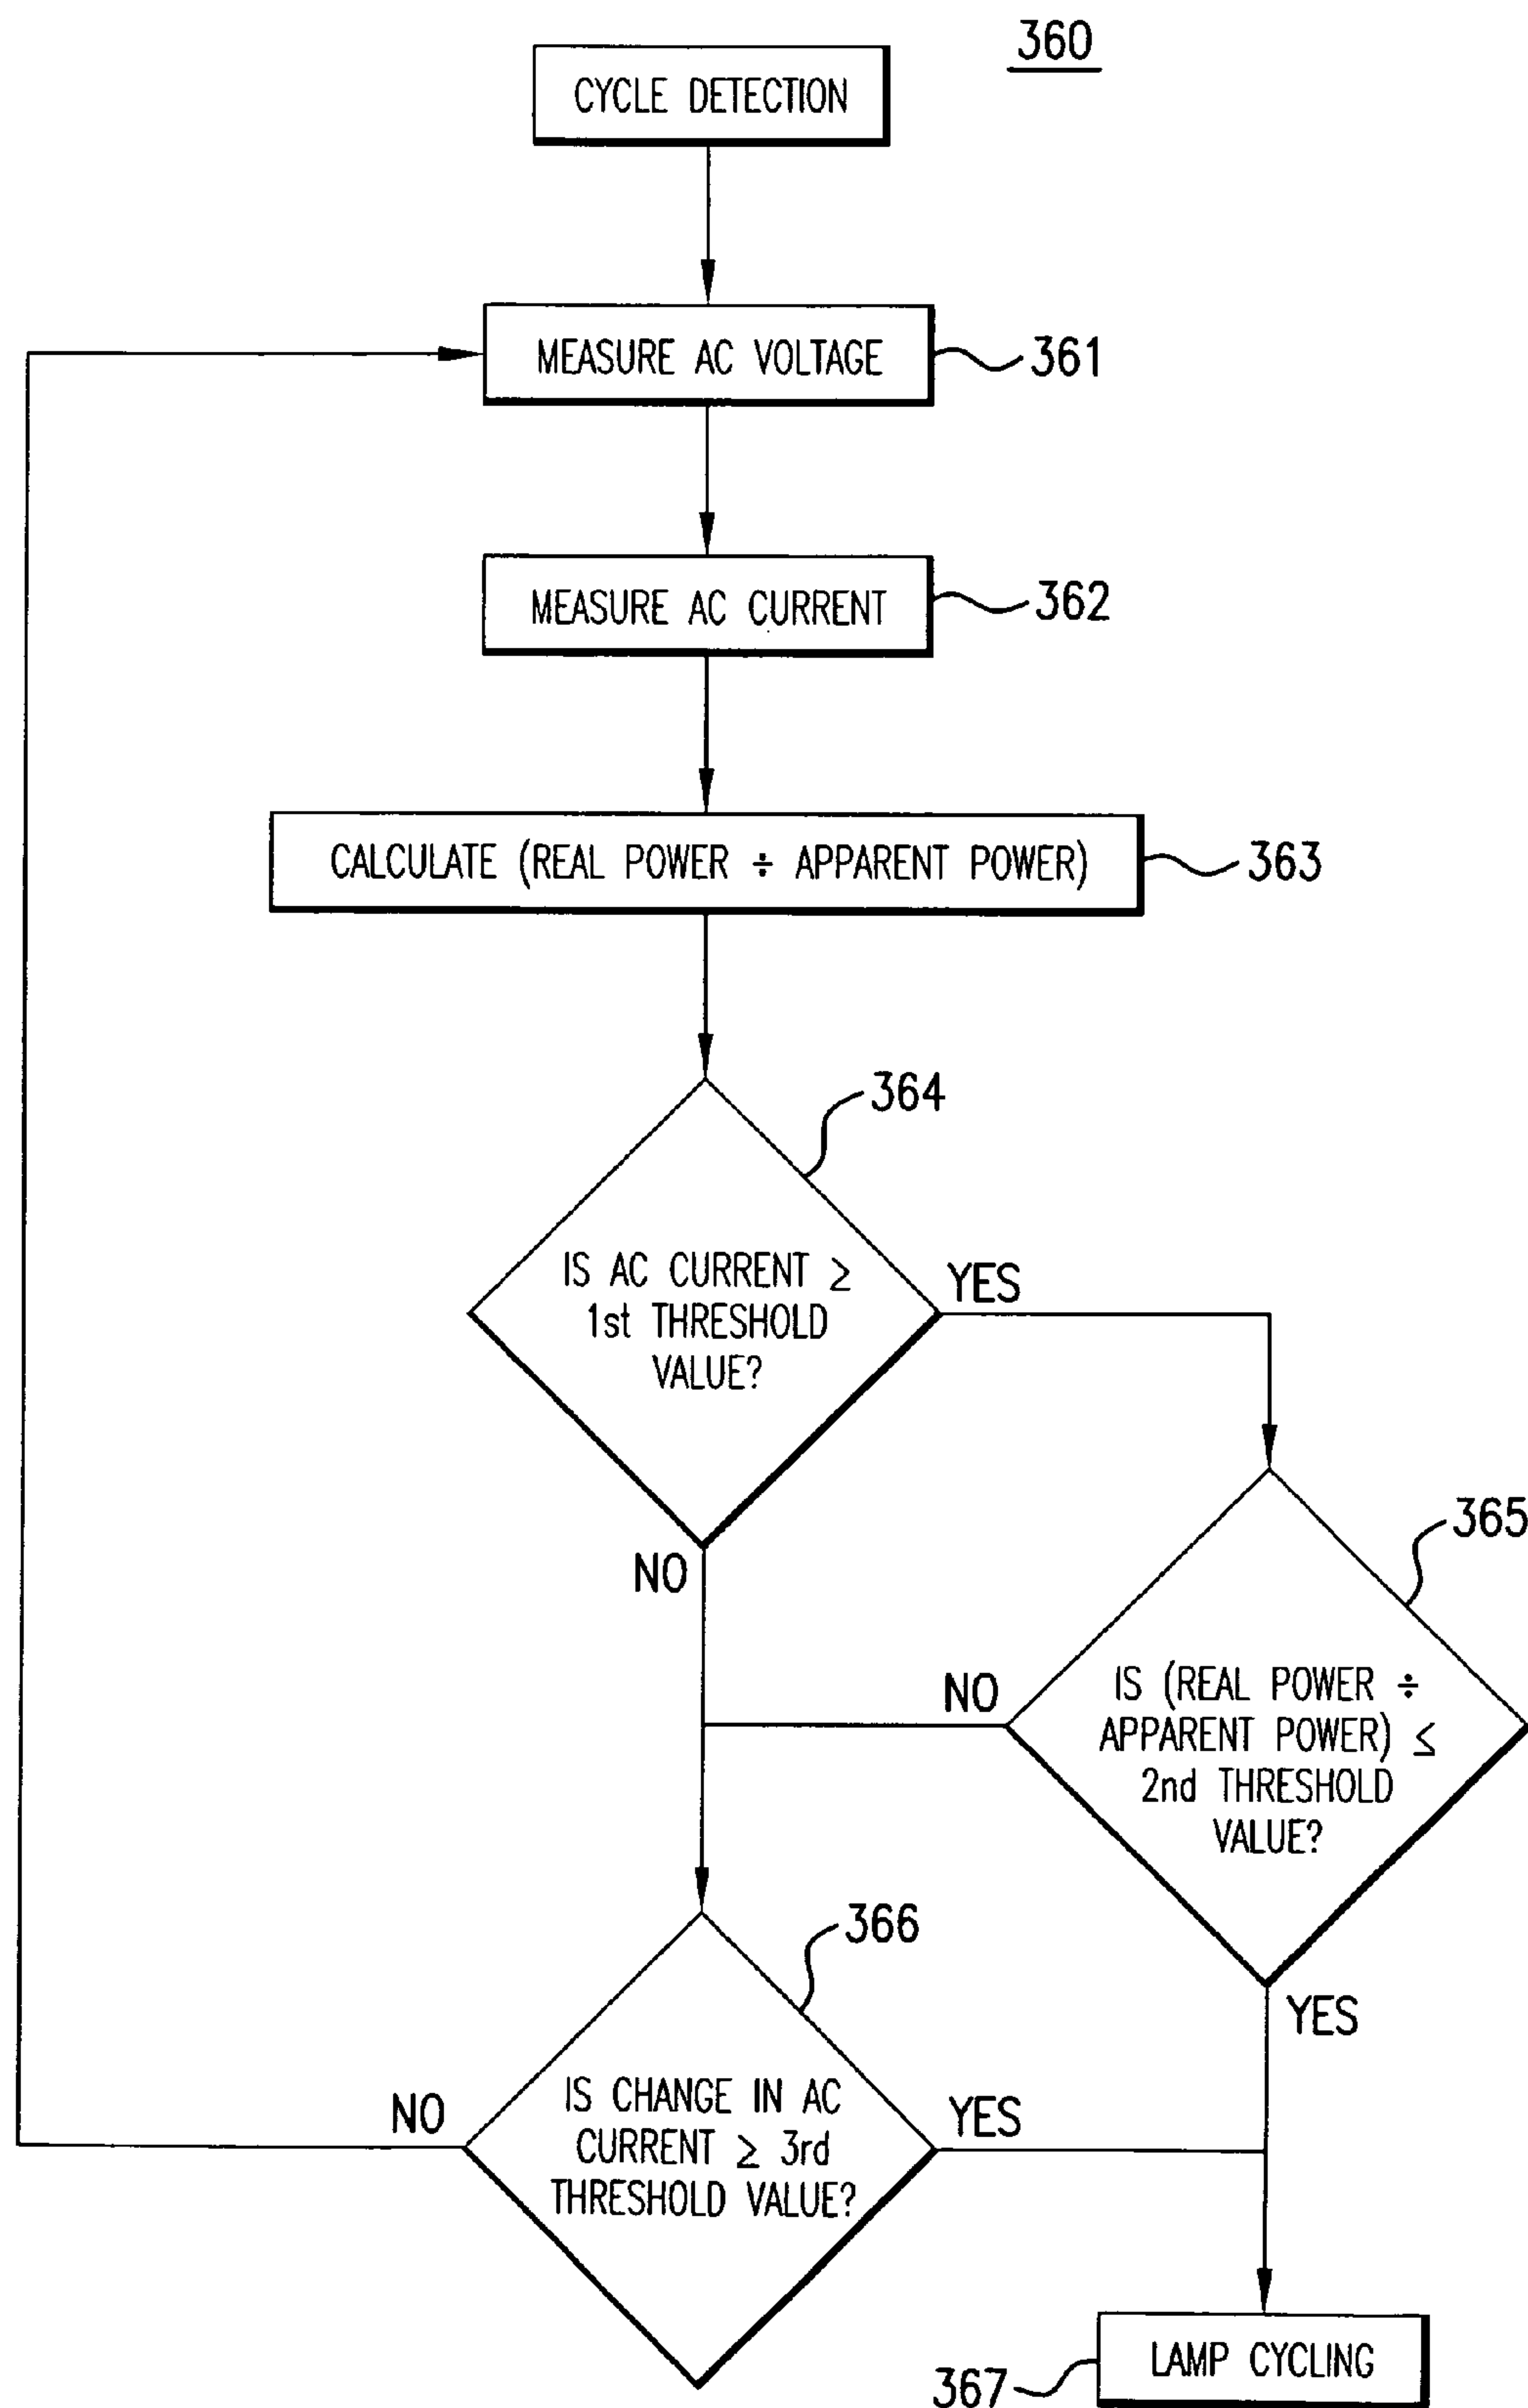 360
CYCLE DETECTION
MEASURE AC VOLTAGE
361
MEASURE AC CURRENT
362
CALCULATE (REAL POWER ÷ APPARENT POWER)
363
364
IS AC CURRENT ≥
1st THRESHOLD
VALUE?
YES
NO
365
IS (REAL POWER ÷
APPARENT POWER) ≤
2nd THRESHOLD
VALUE?
NO
YES
366
IS CHANGE IN AC
CURRENT ≥ 3rd
THRESHOLD VALUE?
NO
YES
LAMP CYCLING
367